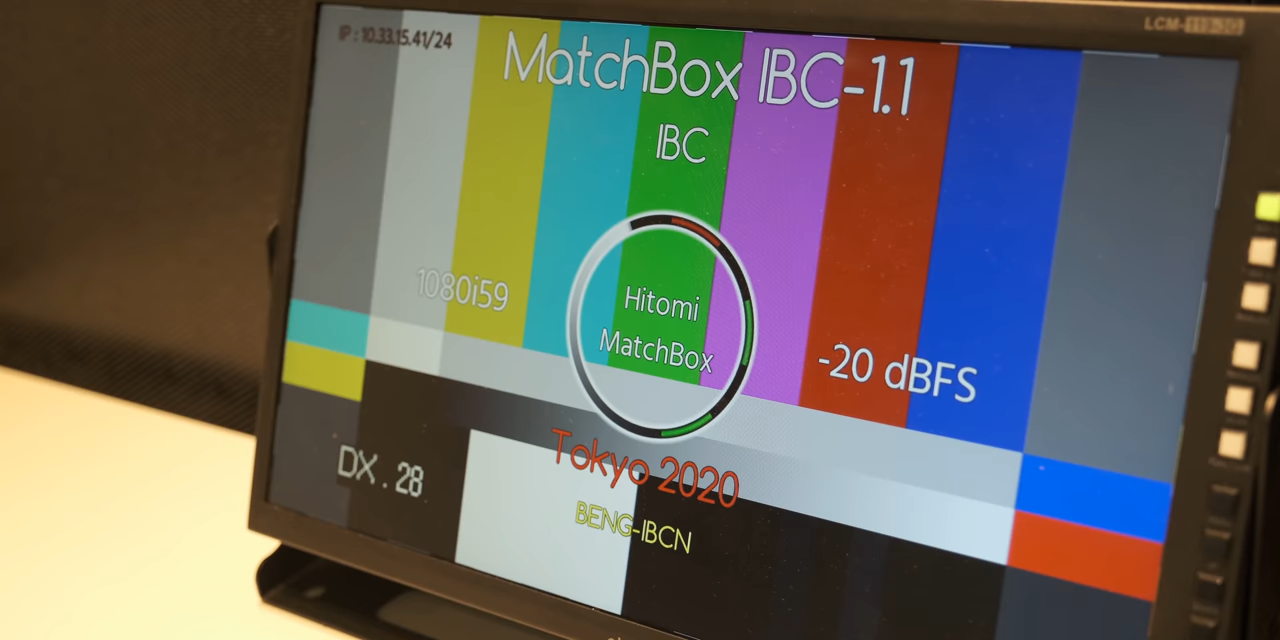 LCM-
IP : 10.33.15.41/24
MatchBox IBC-1.1
IBC
1080i59
Hitomi
MatchBox
-20 dBFS
Tokyo 2020
DX . 28
BENG-IBCN